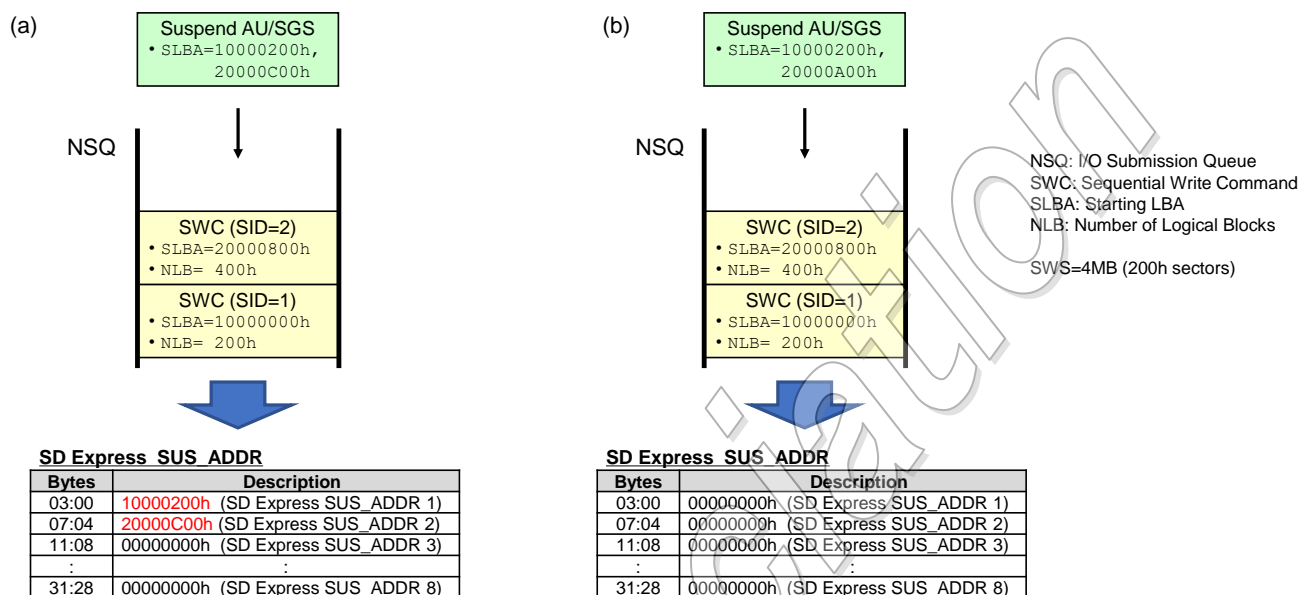 (a)
Suspend AU/SGS
• SLBA=10000200h,
20000C00h
NSQ
SWC (SID=2)
• SLBA=20000800h
• NLB= 400h
SWC (SID=1)
• SLBA=10000000h
• NLB= 200h
SD Express SUS_ADDR
Bytes Description
03:00 10000200h (SD Express SUS_ADDR 1)
07:04 20000C00h (SD Express SUS_ADDR 2)
11:08 00000000h (SD Express SUS_ADDR 3)
: :
31:28 00000000h (SD Express SUS_ADDR 8)
(b)
Suspend AU/SGS
• SLBA=10000200h,
20000A00h
NSQ
SWC (SID=2)
• SLBA=20000800h
• NLB= 400h
SWC (SID=1)
• SLBA=10000000h
• NLB= 200h
SD Express SUS_ADDR
Bytes Description
03:00 00000000h (SD Express SUS_ADDR 1)
07:04 00000000h (SD Express SUS_ADDR 2)
11:08 00000000h (SD Express SUS_ADDR 3)
: :
31:28 00000000h (SD Express SUS_ADDR 8)
NSQ: I/O Submission Queue
SWC: Sequential Write Command
SLBA: Starting LBA
NLB: Number of Logical Blocks
SWS=4MB (200h sectors)
ciation